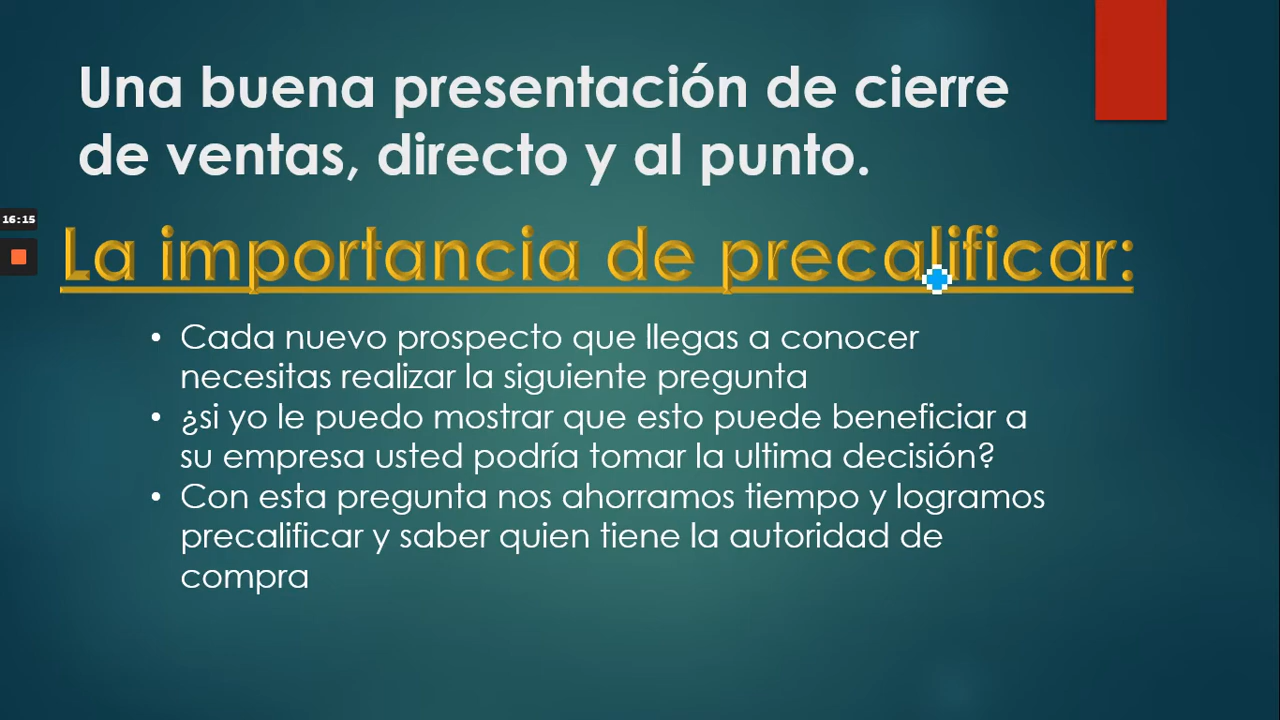 Una buena presentación de cierre
de ventas, directo y al punto.
16:15
La importancia de precalificar:
• Cada nuevo prospecto que llegas a conocer
necesitas realizar la siguiente pregunta
• ¿si yo le puedo mostrar que esto puede beneficiar a
su empresa usted podría tomar la ultima decisión?
• Con esta pregunta nos ahorramos tiempo y logramos
precalificar y saber quien tiene la autoridad de
compra